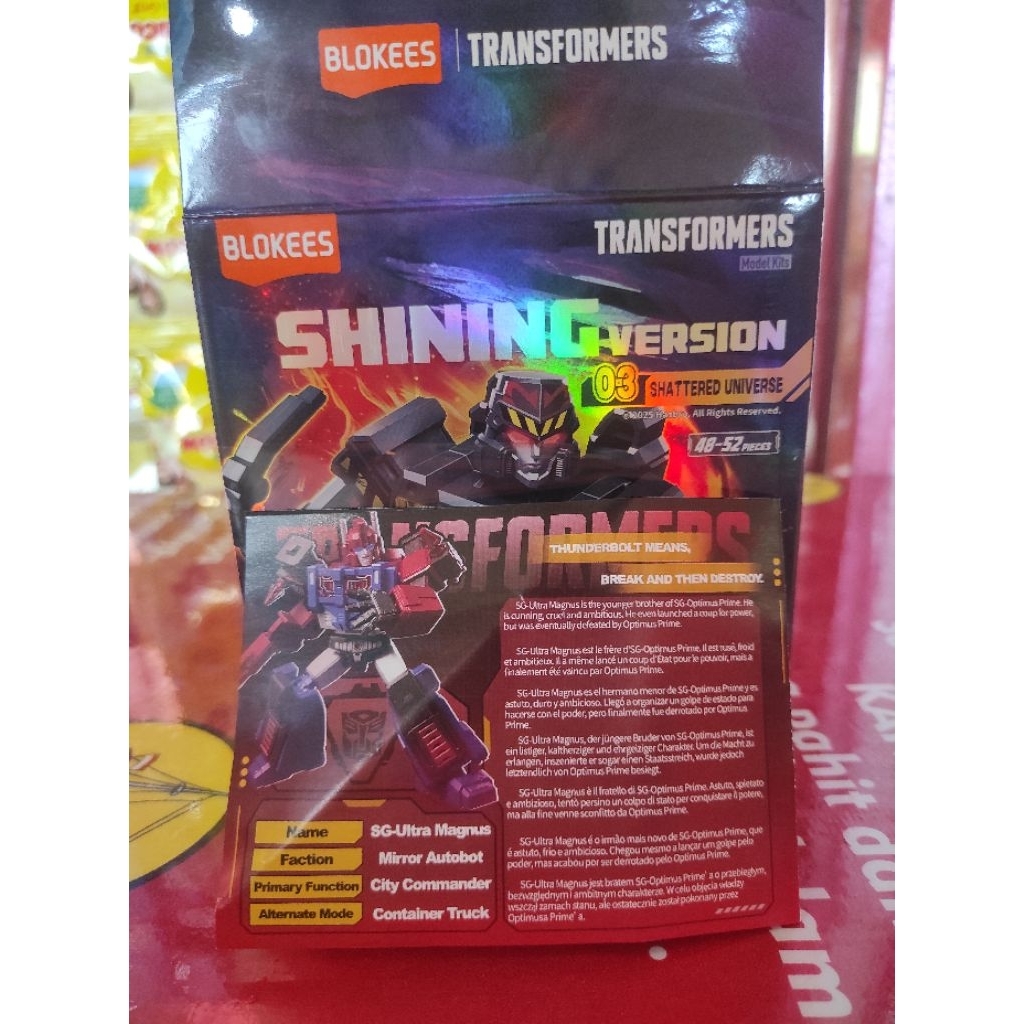 BLOKEES | TRANSFORMERS
BLOKEES
TRANSFORMERS
Model Kits
SHINING VERSION
03 SHATTERED UNIVERSE
©2025 Hasbro. All Rights Reserved.
48-52 PIECES
TRANSFORMERS
THUNDERBOLT MEANS,
BREAK AND THEN DESTROY.
SG-Ultra Magnus is the younger brother of SG-Optimus Prime. He
is cunning, cruel and ambitious. He even launched a coup for power,
but was eventually defeated by Optimus Prime.
SG-Ultra Magnus est le frère d'SG-Optimus Prime. Il est rusé, froid
et ambitieux. Il a même lancé un coup d'État pour le pouvoir, mais a
finalement été vaincu par Optimus Prime.
SG-Ultra Magnus es el hermano menor de SG-Optimus Prime y es
astuto, duro y ambicioso. Llegó a organizar un golpe de estado para
hacerse con el poder, pero finalmente fue derrotado por Optimus
Prime.
SG-Ultra Magnus, der jüngere Bruder von SG-Optimus Prime, ist
ein listiger, kaltherziger und ehrgeiziger Charakter. Um die Macht zu
erlangen, inszenierte er sogar einen Staatsstreich, wurde jedoch
letztendlich von Optimus Prime besiegt.
SG-Ultra Magnus è il fratello di SG-Optimus Prime. Astuto, spietato
e ambizioso, tentò persino un colpo di stato per conquistare il potere,
ma alla fine venne sconfitto da Optimus Prime.
SG-Ultra Magnus é o irmão mais novo de SG-Optimus Prime, que
é astuto, frio e ambicioso. Chegou mesmo a lançar um golpe pelo
poder, mas acabou por ser derrotado pelo Optimus Prime.
SG-Ultra Magnus jest bratem SG-Optimus Prime' a o przebiegłym,
bezwzględnym i ambitnym charakterze. W celu objęcia władzy
wszczął zamach stanu, ale ostatecznie został pokonany przez
Optimusa Prime' a.
Name SG-Ultra Magnus
Faction Mirror Autobot
Primary Function City Commander
Alternate Mode Container Truck
pahit dan